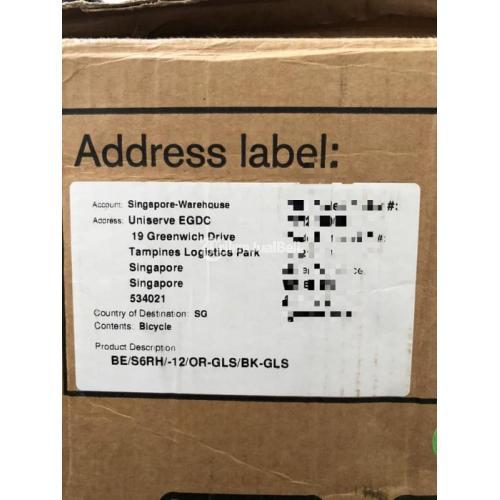 Address label:
Account: Singapore-Warehouse
#:
Address: Uniserve EGDC
19 Greenwich Drive
Tampines Logistics Park
Singapore
Singapore
534021
Country of Destination: SG
Contents: Bicycle
Product Description
BE/S6RH/-12/OR-GLS/BK-GLS